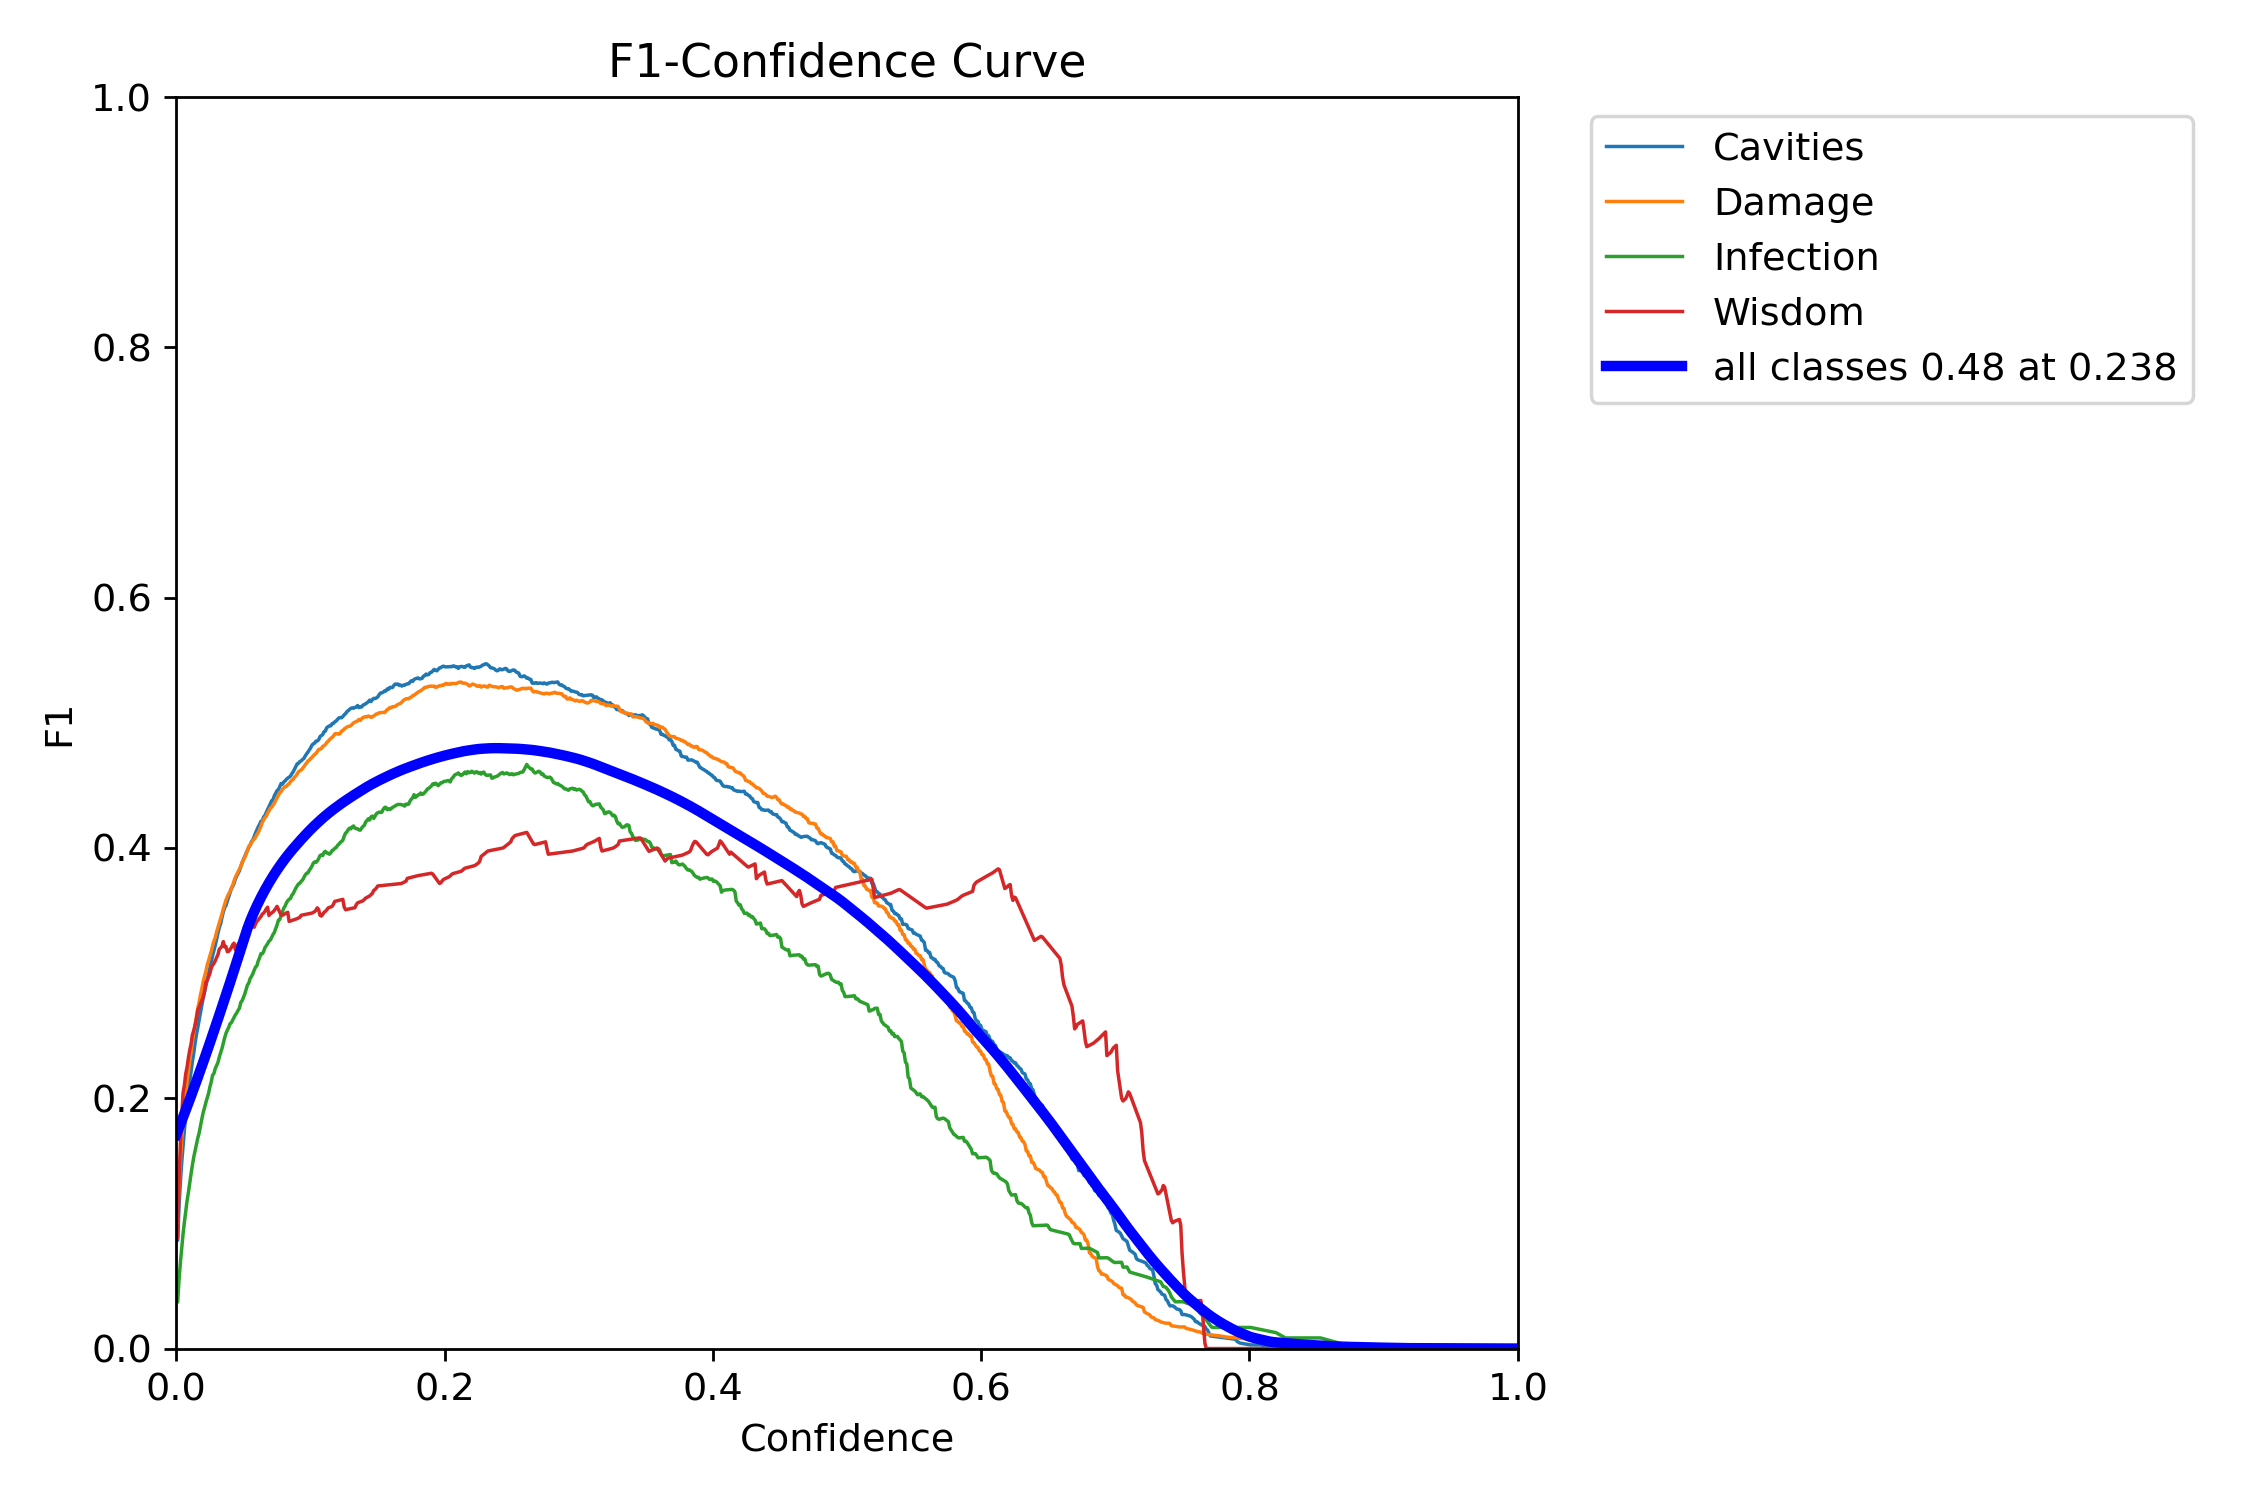 F1-Confidence Curve
1.0
0.8
0.6
0.4
0.2
0.0
F1
0.0 0.2 0.4 0.6 0.8 1.0
Confidence
Cavities
Damage
Infection
Wisdom
all classes 0.48 at 0.238